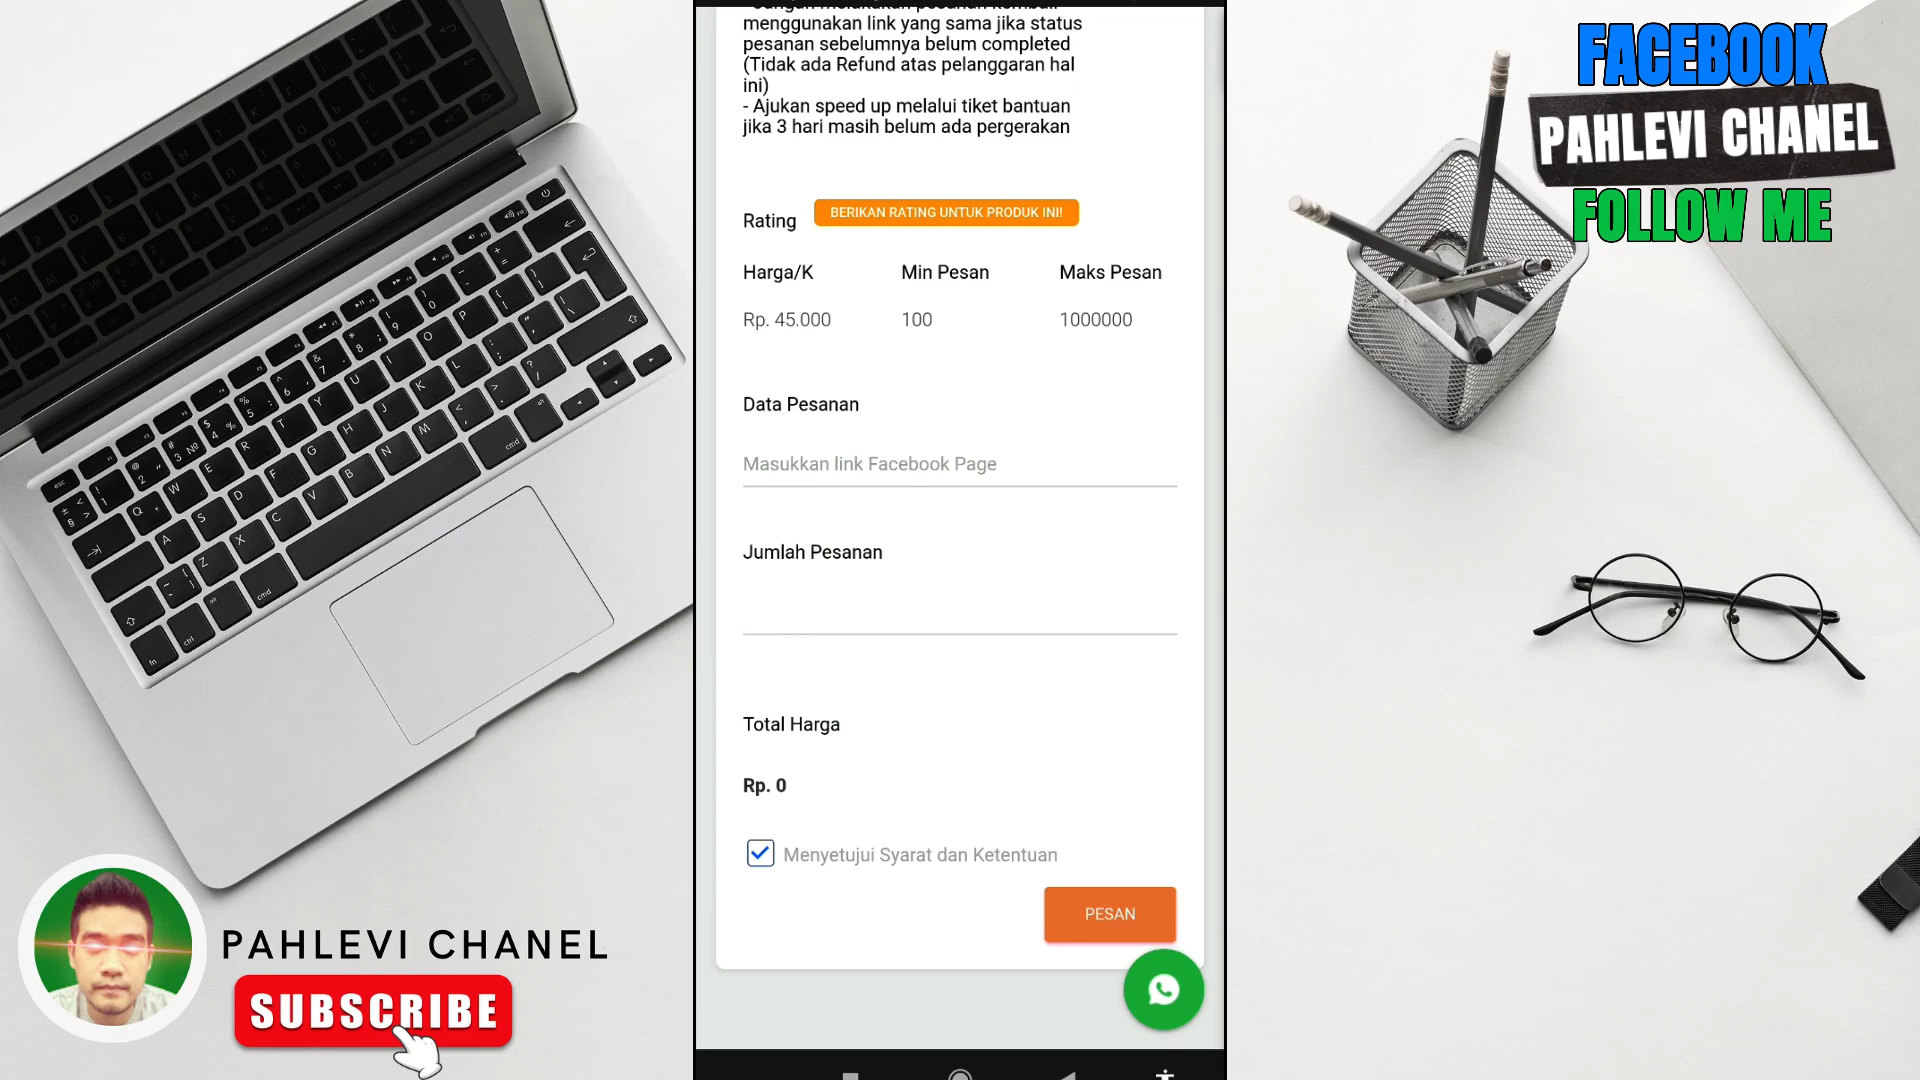 menggunakan link yang sama jika status
pesanan sebelumnya belum completed
(Tidak ada Refund atas pelanggaran hal
ini)
- Ajukan speed up melalui tiket bantuan
jika 3 hari masih belum ada pergerakan
Rating BERIKAN RATING UNTUK PRODUK INI!
Harga/K Min Pesan Maks Pesan
Rp. 45.000 100 1000000
Data Pesanan
Masukkan link Facebook Page
Jumlah Pesanan
Total Harga
Rp. 0
Menyetujui Syarat dan Ketentuan
PESAN
FACEBOOK
PAHLEVI CHANEL
FOLLOW ME
PAHLEVI CHANEL
SUBSCRIBE